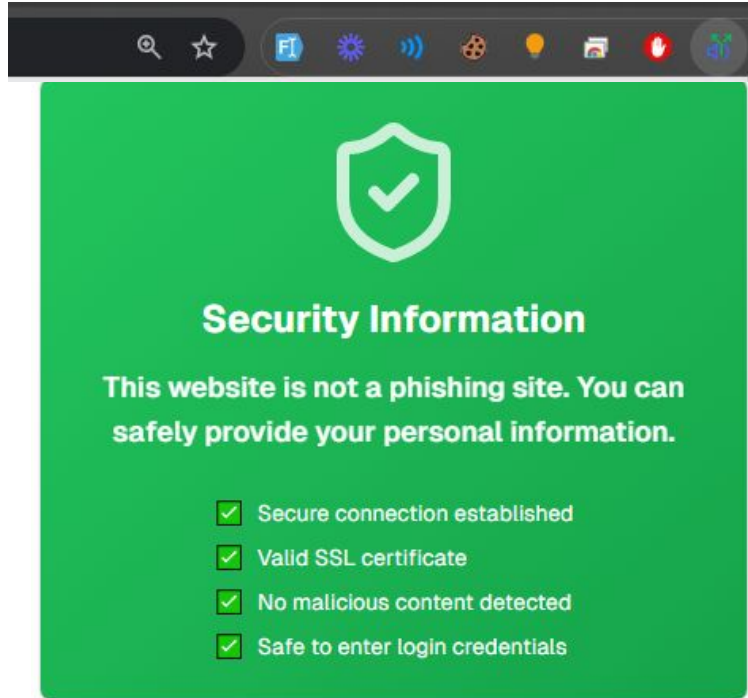 FI
Security Information
This website is not a phishing site. You can
safely provide your personal information.
Secure connection established
Valid SSL certificate
No malicious content detected
Safe to enter login credentials